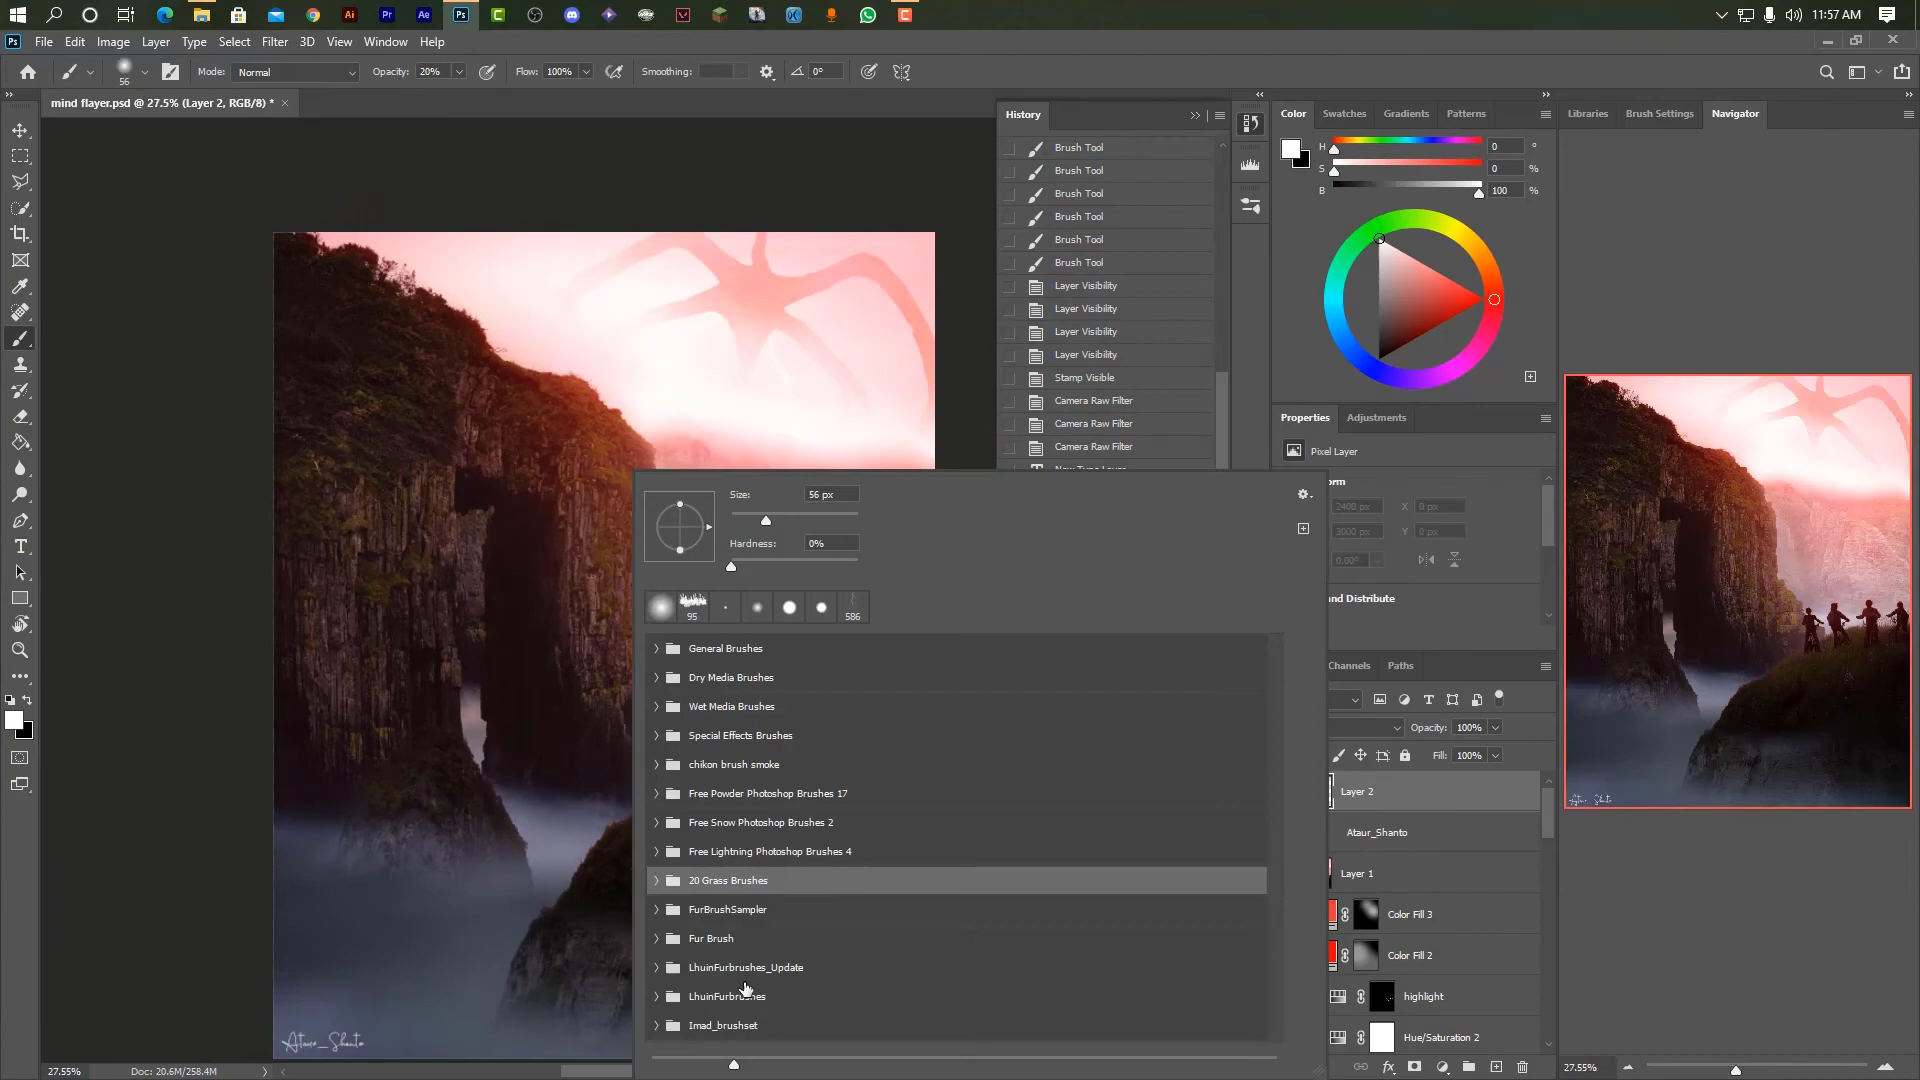 11:57 AM
File Edit Image Layer Type Select Filter 3D View Window Help
56 Mode: Normal Opacity: 20% Flow: 100% Smoothing: 0°
mind flayer.psd @ 27.5% (Layer 2, RGB/8) *
History
Brush Tool
Brush Tool
Brush Tool
Brush Tool
Brush Tool
Brush Tool
Layer Visibility
Layer Visibility
Layer Visibility
Layer Visibility
Stamp Visible
Camera Raw Filter
Camera Raw Filter
Camera Raw Filter
Color Swatches Gradients Patterns
H 0 °
S 0 %
B 100 %
Libraries Brush Settings Navigator
Properties Adjustments
Pixel Layer
orm
2400 px X 0 px
3000 px Y 0 px
0.00°
nd Distribute
Channels Paths
Opacity: 100%
Fill: 100%
Layer 2
Ataur_Shanto
Layer 1
Color Fill 3
Color Fill 2
highlight
Hue/Saturation 2
Size: 56 px
Hardness: 0%
95 586
General Brushes
Dry Media Brushes
Wet Media Brushes
Special Effects Brushes
chikon brush smoke
Free Powder Photoshop Brushes 17
Free Snow Photoshop Brushes 2
Free Lightning Photoshop Brushes 4
20 Grass Brushes
FurBrushSampler
Fur Brush
LhuinFurbrushes_Update
LhuinFurbrushes
Imad_brushset
Ataur_Shanto
27.55% Doc: 20.6M/258.4M
27.55%